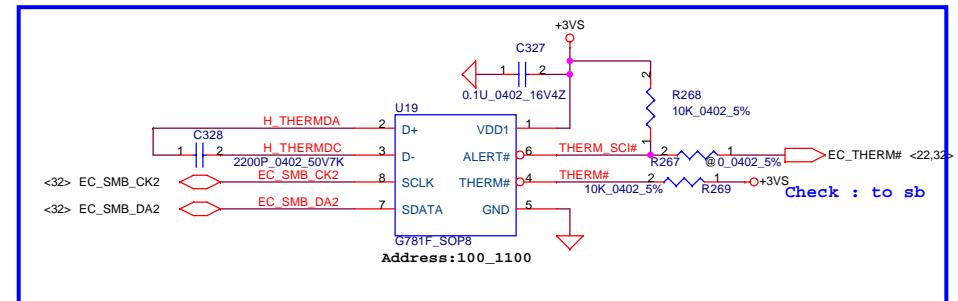 +3VS
C327
1 2
0.1U_0402_16V4Z
2
R268
10K_0402_5%
1
U19
H_THERMDA 2 D+ VDD1 1
C328
1 2
H_THERMDC 3 D- ALERT# 6 THERM_SCI# 2 1 EC_THERM# <22,32>
2200P_0402_50V7K
R267 @0_0402_5%
<32> EC_SMB_CK2 EC_SMB_CK2 8 SCLK THERM# 4 THERM# 2 1 +3VS
10K_0402_5% R269
Check : to sb
<32> EC_SMB_DA2 EC_SMB_DA2 7 SDATA GND 5
G781F_SOP8
Address:100_1100